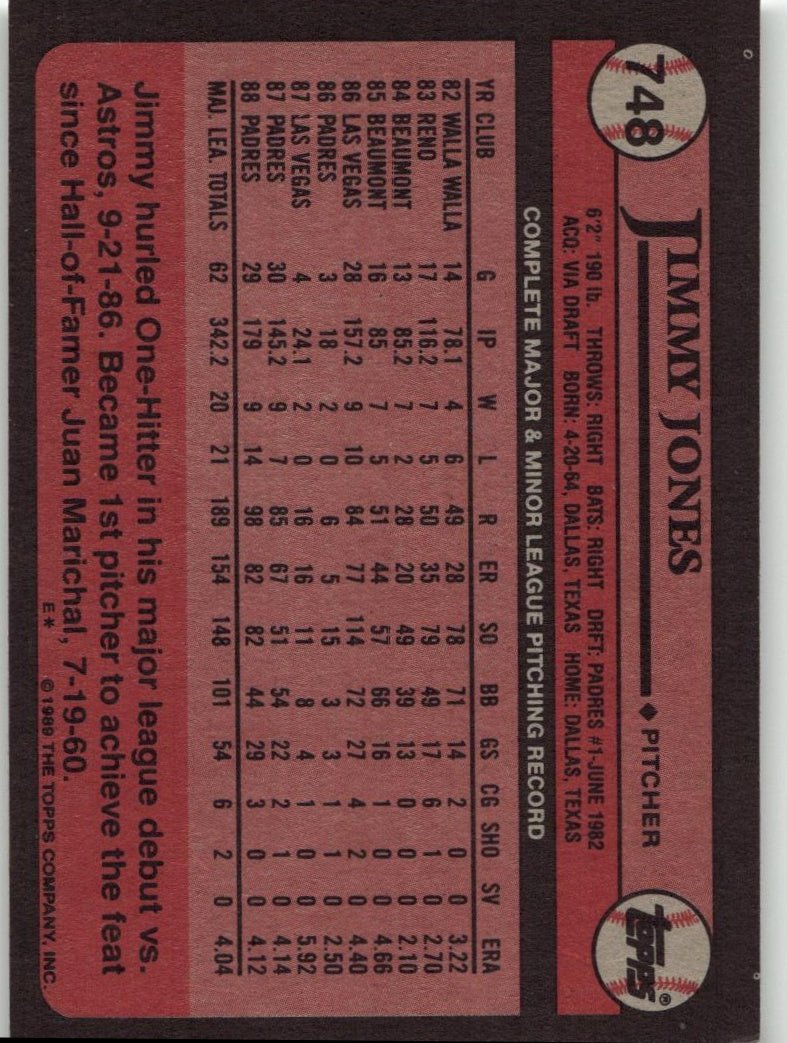 748
JIMMY JONES
◆ PITCHER
Topps®
6'2" 190 lb. THROWS: RIGHT BATS: RIGHT DRFT: PADRES #1-JUNE 1982
ACQ: VIA DRAFT BORN: 4-20-64, DALLAS, TEXAS HOME: DALLAS, TEXAS
COMPLETE MAJOR & MINOR LEAGUE PITCHING RECORD
YR CLUB G IP W L R ER SO BB GS CG SHO SV ERA
82 WALLA WALLA 14 78.1 4 6 49 28 78 71 14 2 0 0 3.22
83 RENO 17 116.2 7 5 50 35 79 49 17 6 1 0 2.70
84 BEAUMONT 13 85.2 7 2 28 20 49 39 13 0 0 0 2.10
85 BEAUMONT 16 85 7 5 51 44 57 66 16 1 0 0 4.66
86 LAS VEGAS 28 157.2 9 10 84 77 114 72 27 4 2 0 4.40
86 PADRES 3 18 2 0 6 5 15 3 3 1 1 0 2.50
87 LAS VEGAS 4 24.1 2 0 16 16 11 8 4 1 0 0 5.92
87 PADRES 30 145.2 9 7 85 67 51 54 22 2 1 0 4.14
88 PADRES 29 179 9 14 98 82 82 44 29 3 0 0 4.12
MAJ. LEA. TOTALS 62 342.2 20 21 189 154 148 101 54 6 2 0 4.04
Jimmy hurled One-Hitter in his major league debut vs.
Astros, 9-21-86. Became 1st pitcher to achieve the feat
since Hall-of-Famer Juan Marichal, 7-19-60.
E* © 1989 THE TOPPS COMPANY, INC.